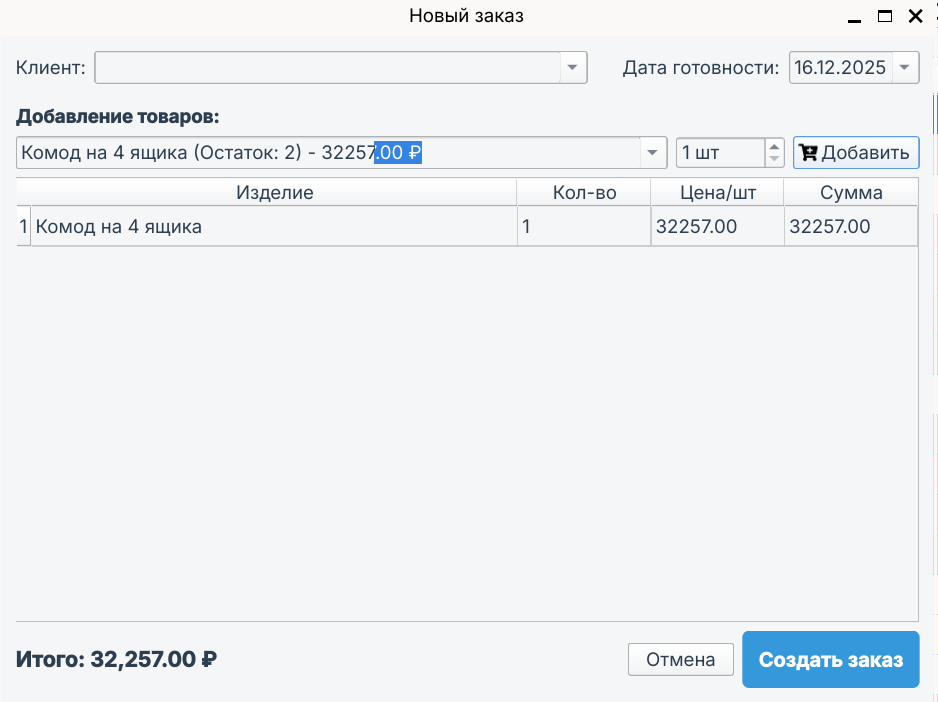 Новый заказ
Клиент: Дата готовности: 16.12.2025
Добавление товаров:
Комод на 4 ящика (Остаток: 2) - 32257.00 ₽ 1 шт Добавить
Изделие Кол-во Цена/шт Сумма
1 Комод на 4 ящика 1 32257.00 32257.00
Итого: 32,257.00 ₽ Отмена Создать заказ